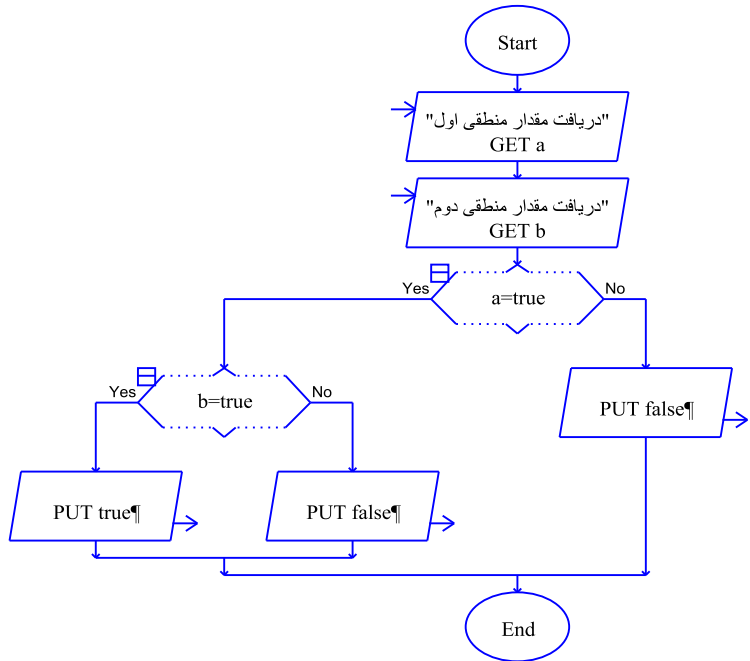 Start
"دریافت مقدار منطقی اول"
GET a
"دریافت مقدار منطقی دوم"
GET b
Yes
a=true
No
Yes
b=true
No
PUT false¶
PUT true¶
PUT false¶
End